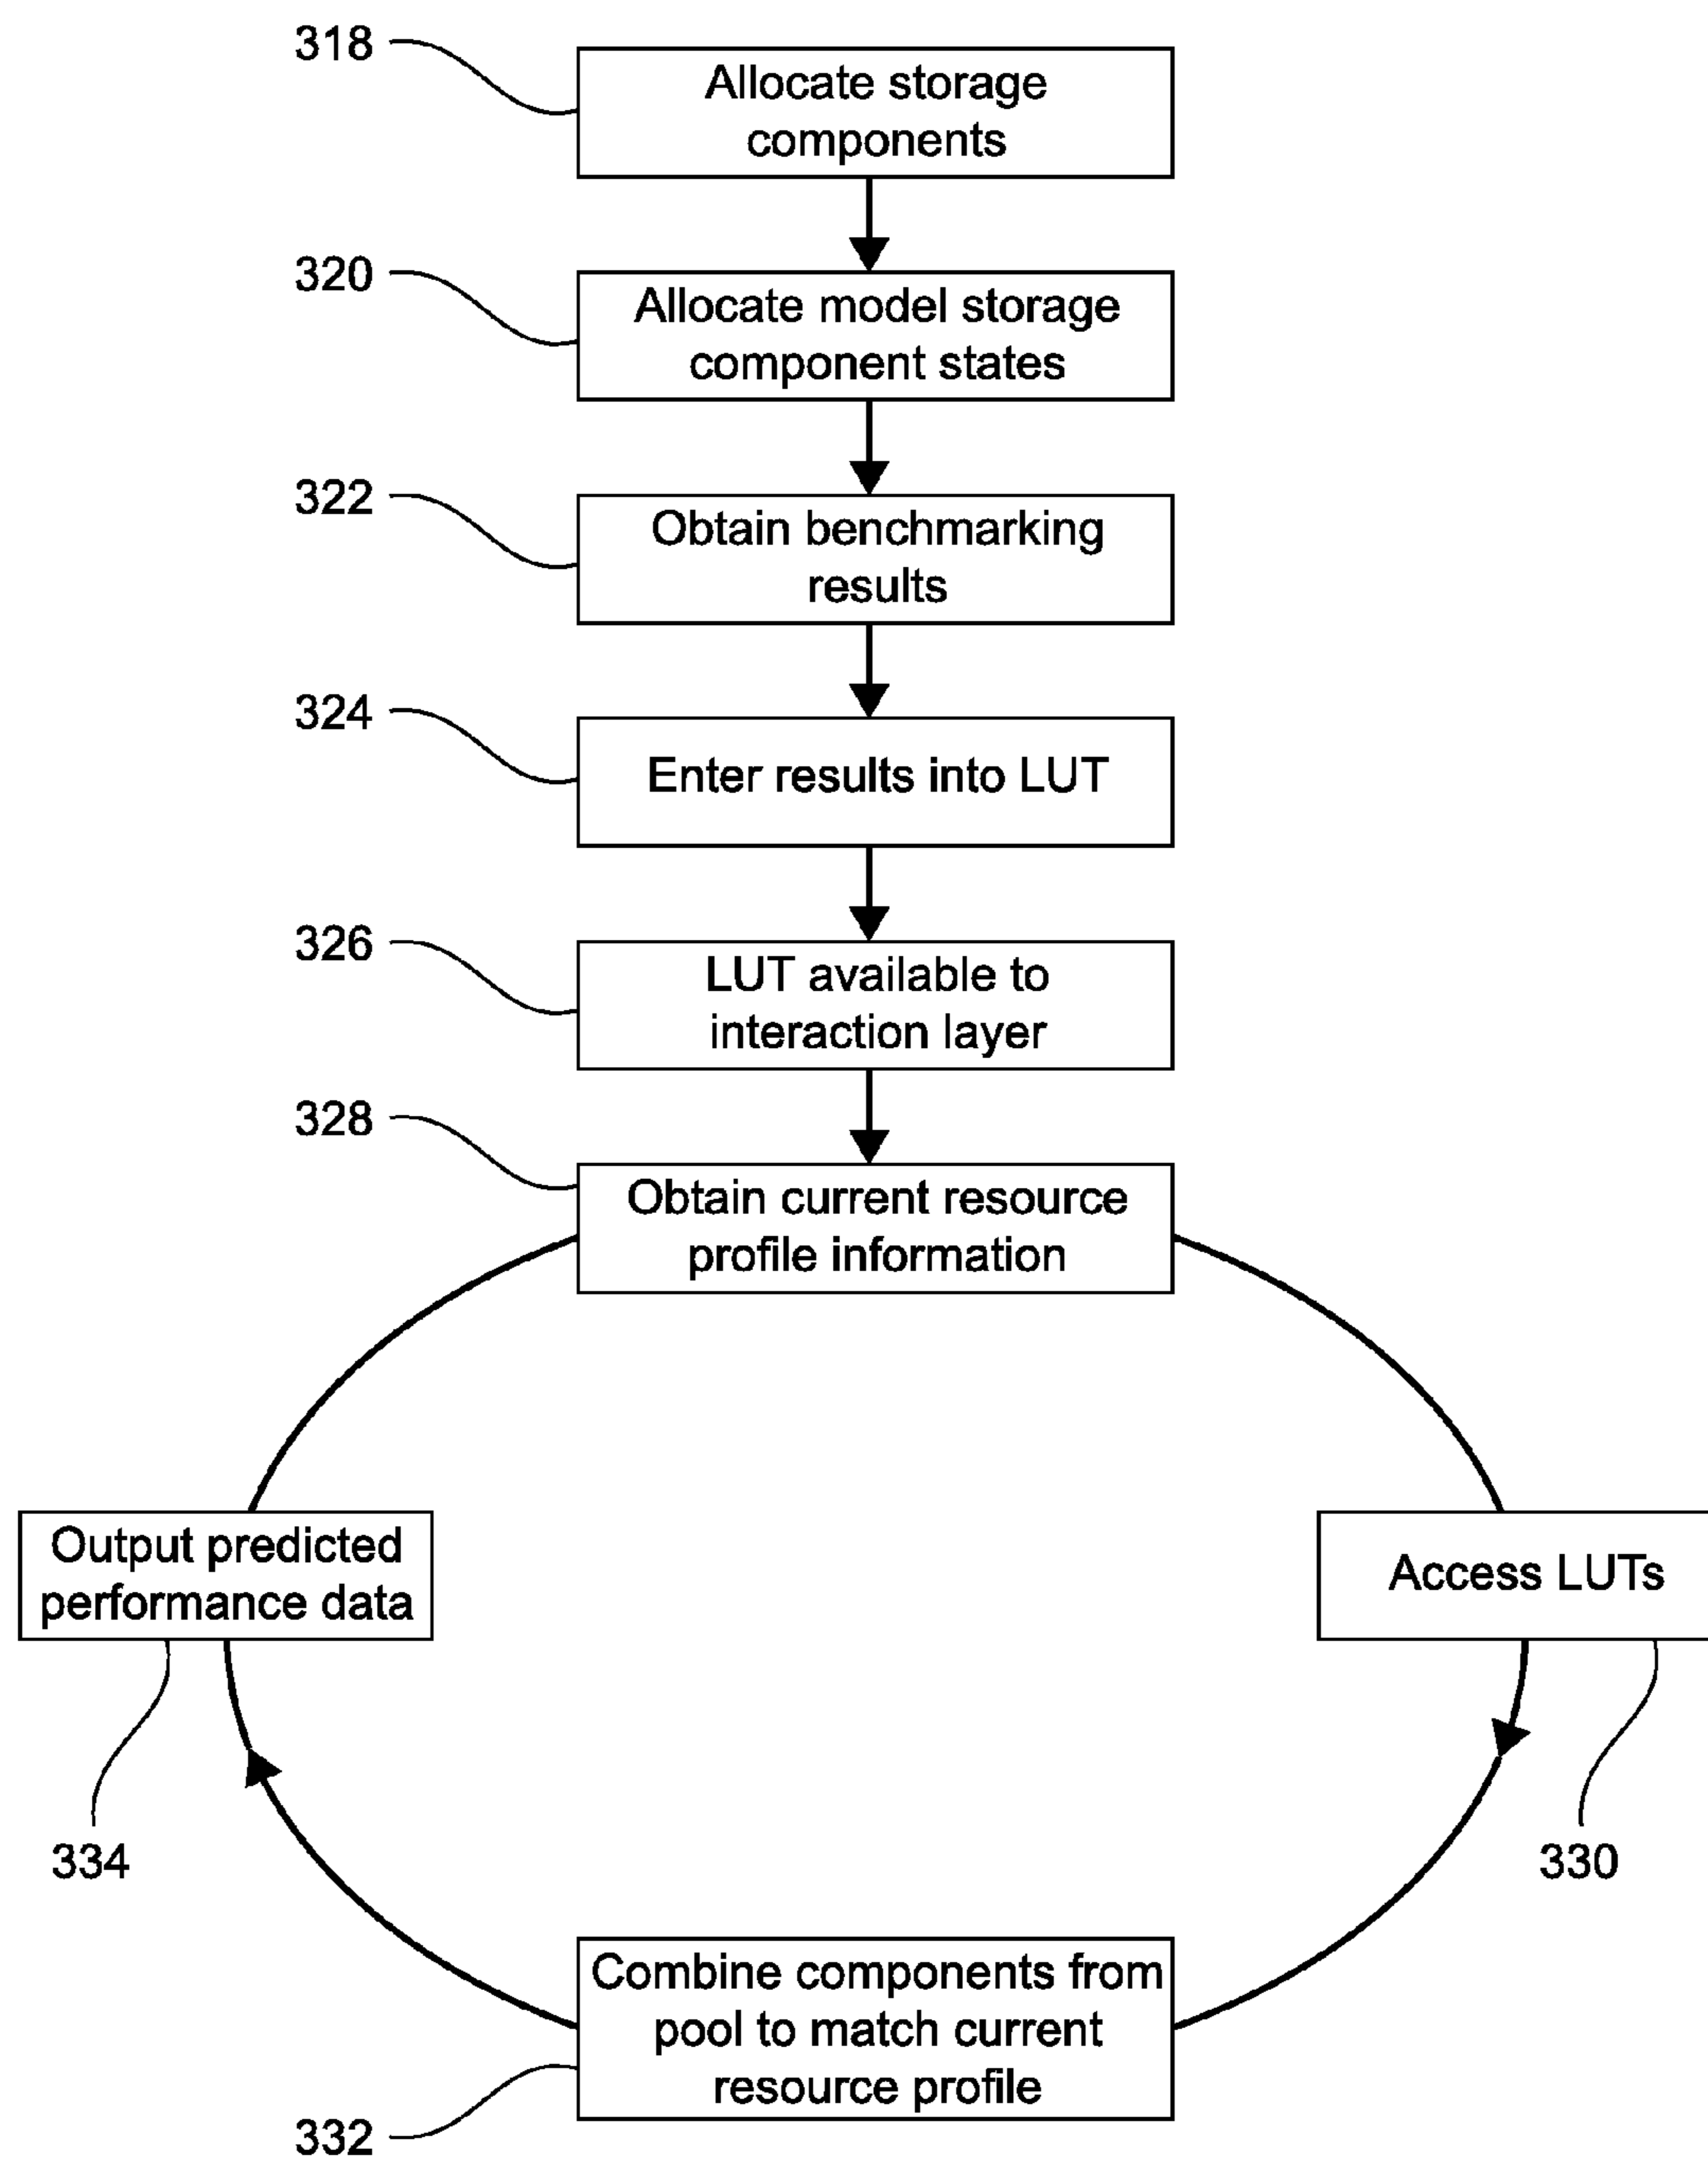 318
Allocate storage
components
320
Allocate model storage
component states
322
Obtain benchmarking
results
324
Enter results into LUT
326
LUT available to
interaction layer
328
Obtain current resource
profile information
Output predicted
performance data
Access LUTs
334
330
Combine components from
pool to match current
resource profile
332